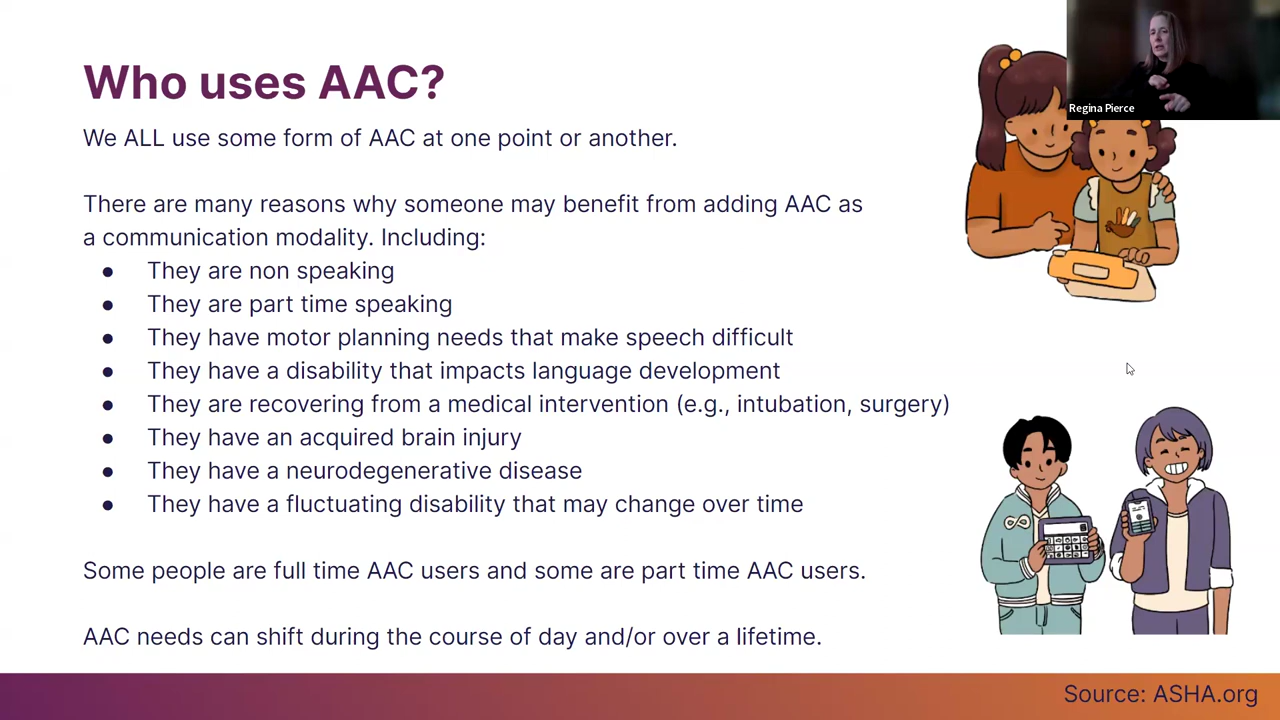 Who uses AAC?
Regina Pierce
We ALL use some form of AAC at one point or another.
There are many reasons why someone may benefit from adding AAC as
a communication modality. Including:
● They are non speaking
● They are part time speaking
● They have motor planning needs that make speech difficult
● They have a disability that impacts language development
● They are recovering from a medical intervention (e.g., intubation, surgery)
● They have an acquired brain injury
● They have a neurodegenerative disease
● They have a fluctuating disability that may change over time
Some people are full time AAC users and some are part time AAC users.
AAC needs can shift during the course of day and/or over a lifetime.
Source: ASHA.org